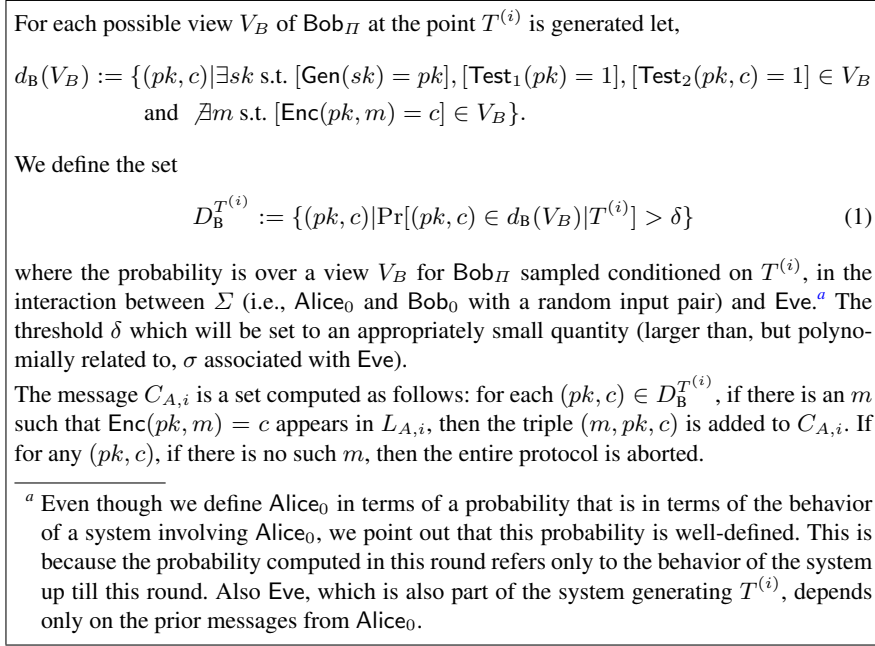 For each possible view V_B of Bob_Π at the point T^(i) is generated let,
d_B(V_B) := {(pk, c)|∃sk s.t. [Gen(sk) = pk], [Test_1(pk) = 1], [Test_2(pk, c) = 1] ∈ V_B
and ∄m s.t. [Enc(pk, m) = c] ∈ V_B}.
We define the set
D_B^{T^(i)} := {(pk, c)|Pr[(pk, c) ∈ d_B(V_B)|T^(i)] > δ} (1)
where the probability is over a view V_B for Bob_Π sampled conditioned on T^(i), in the
interaction between Σ (i.e., Alice_0 and Bob_0 with a random input pair) and Eve.^a The
threshold δ which will be set to an appropriately small quantity (larger than, but polyno-
mially related to, σ associated with Eve).
The message C_{A,i} is a set computed as follows: for each (pk, c) ∈ D_B^{T^(i)}, if there is an m
such that Enc(pk, m) = c appears in L_{A,i}, then the triple (m, pk, c) is added to C_{A,i}. If
for any (pk, c), if there is no such m, then the entire protocol is aborted.
^a Even though we define Alice_0 in terms of a probability that is in terms of the behavior
of a system involving Alice_0, we point out that this probability is well-defined. This is
because the probability computed in this round refers only to the behavior of the system
up till this round. Also Eve, which is also part of the system generating T^(i), depends
only on the prior messages from Alice_0.